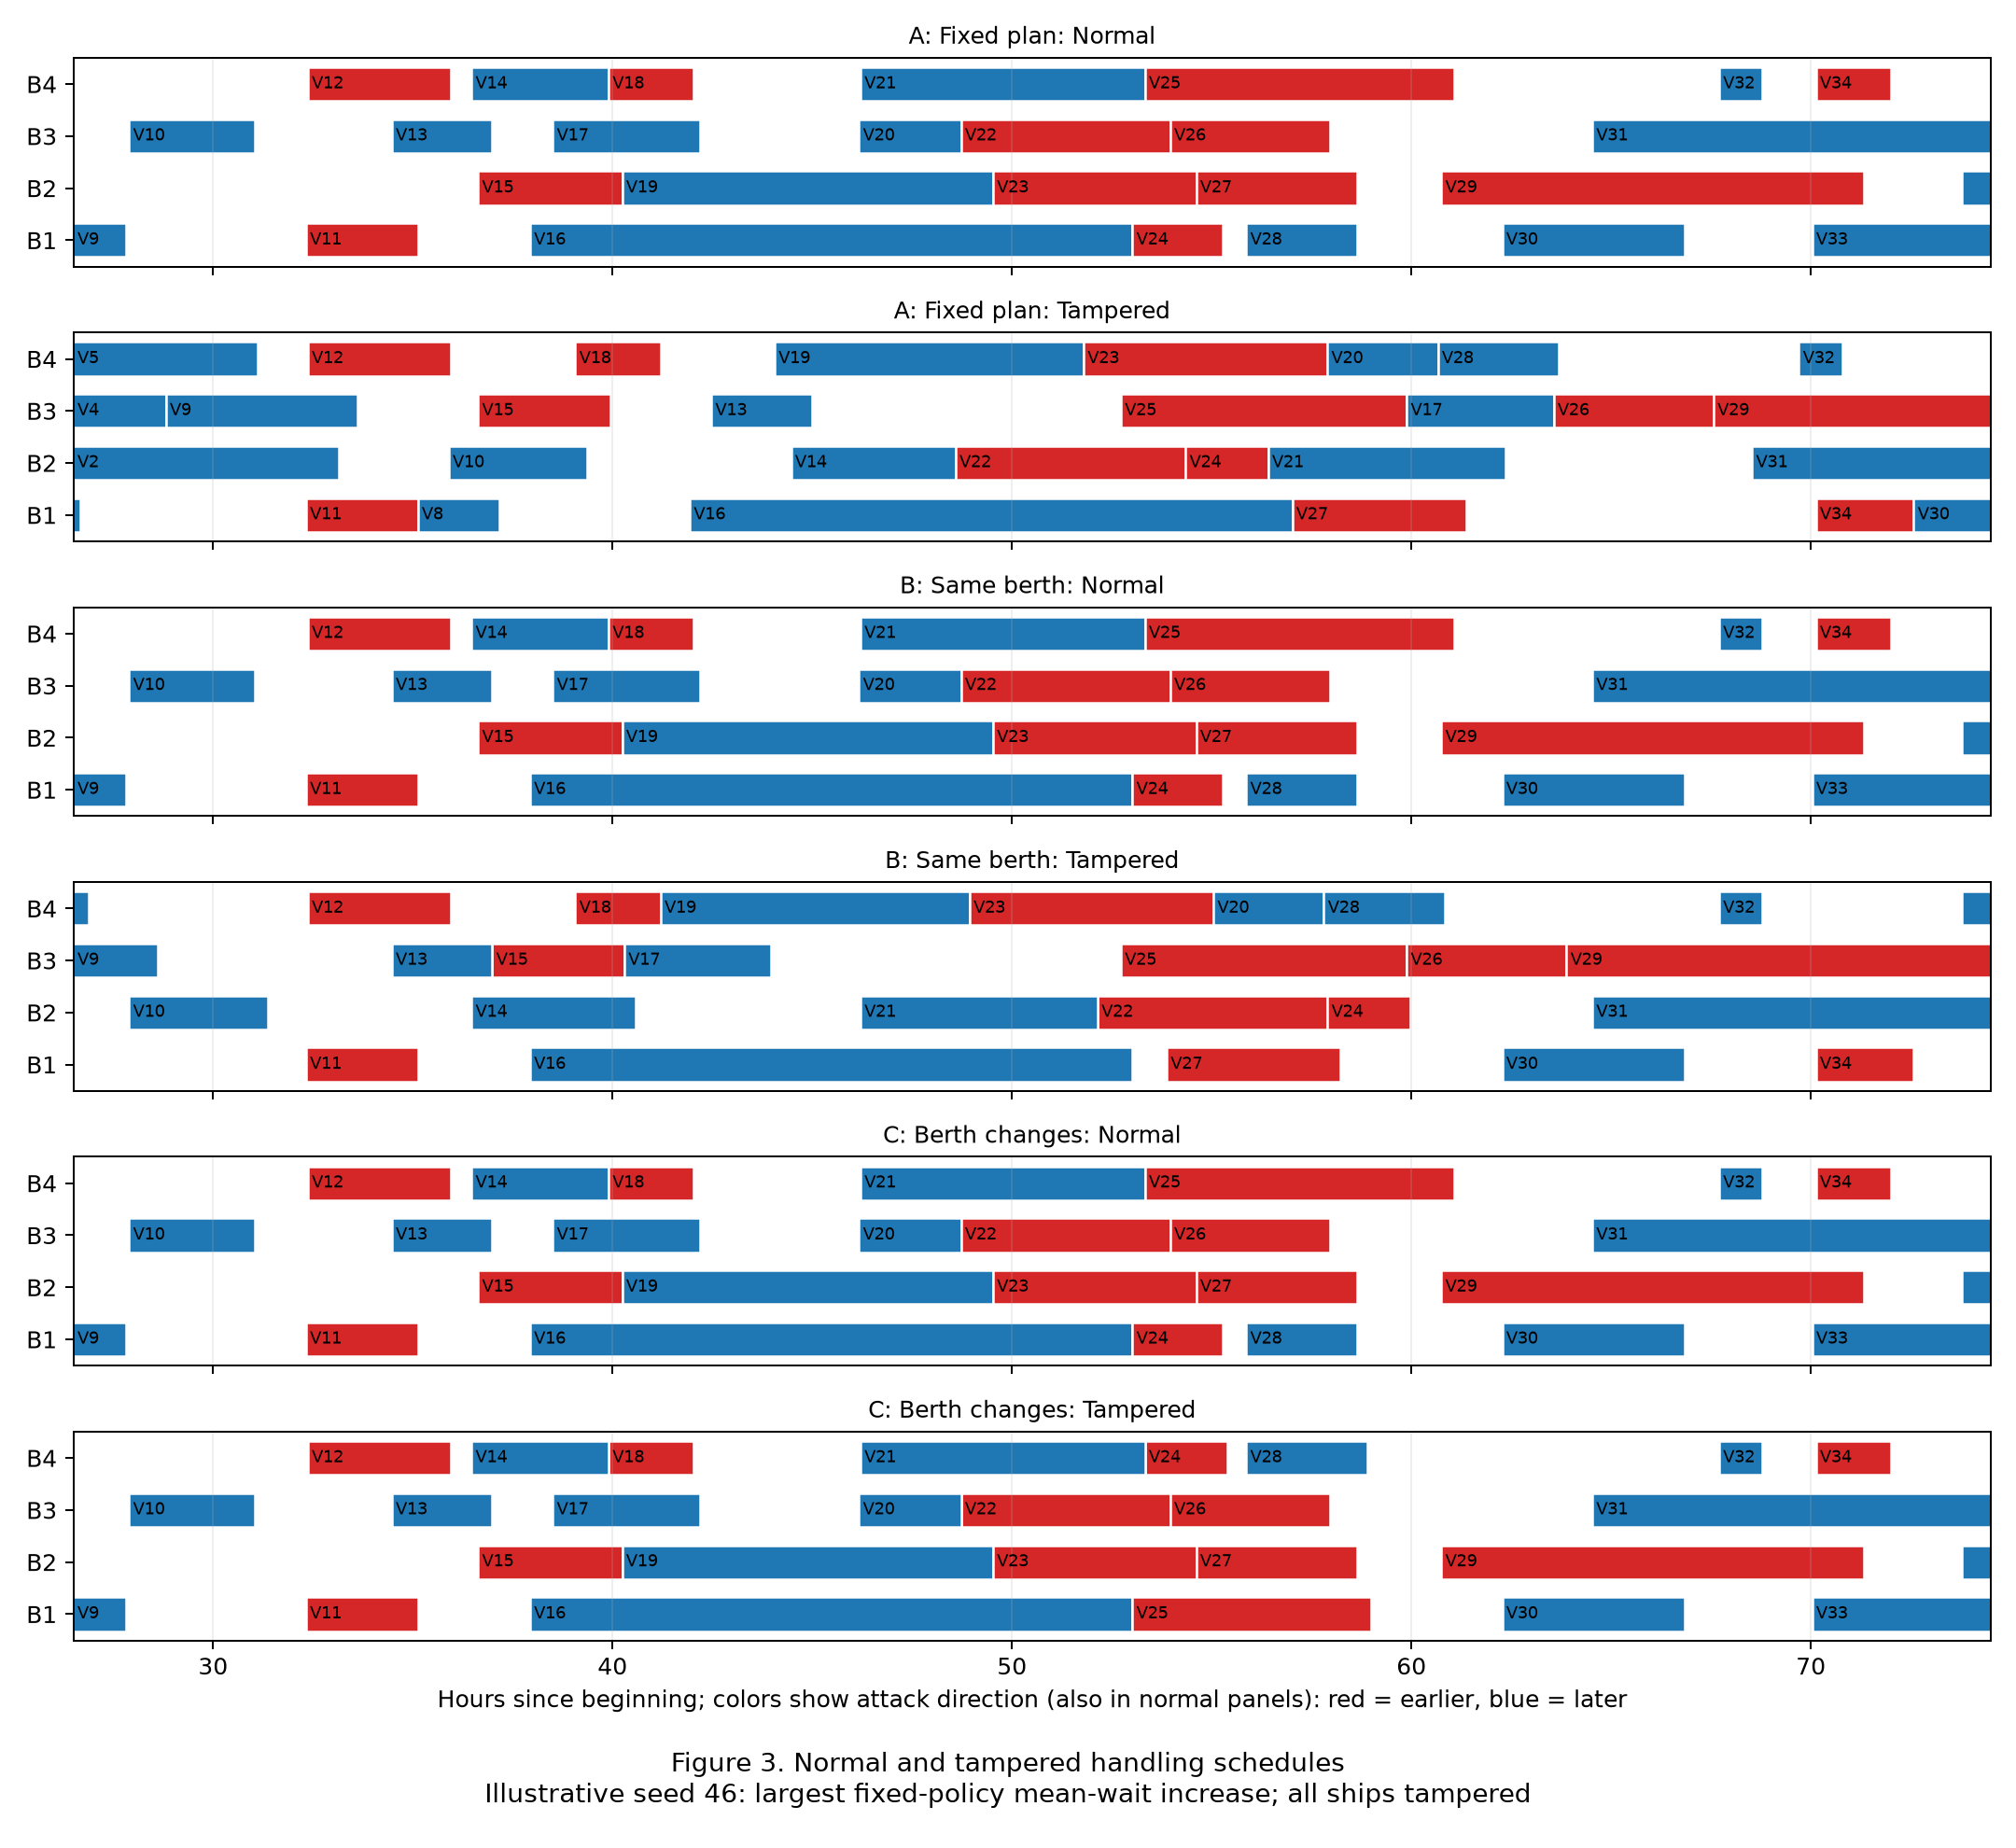 A: Fixed plan: Normal
B4 V12 V14 V18 V21 V25 V32 V34
B3 V10 V13 V17 V20 V22 V26 V31
B2 V15 V19 V23 V27 V29
B1 V9 V11 V16 V24 V28 V30 V33
A: Fixed plan: Tampered
B4 V5 V12 V18 V19 V23 V20 V28 V32
B3 V4 V9 V15 V13 V25 V17 V26 V29
B2 V2 V10 V14 V22 V24 V21 V31
B1 V11 V8 V16 V27 V34 V30
B: Same berth: Normal
B4 V12 V14 V18 V21 V25 V32 V34
B3 V10 V13 V17 V20 V22 V26 V31
B2 V15 V19 V23 V27 V29
B1 V9 V11 V16 V24 V28 V30 V33
B: Same berth: Tampered
B4 V12 V18 V19 V23 V20 V28 V32
B3 V9 V13 V15 V17 V25 V26 V29
B2 V10 V14 V21 V22 V24 V31
B1 V11 V16 V27 V30 V34
C: Berth changes: Normal
B4 V12 V14 V18 V21 V25 V32 V34
B3 V10 V13 V17 V20 V22 V26 V31
B2 V15 V19 V23 V27 V29
B1 V9 V11 V16 V24 V28 V30 V33
C: Berth changes: Tampered
B4 V12 V14 V18 V21 V24 V28 V32 V34
B3 V10 V13 V17 V20 V22 V26 V31
B2 V15 V19 V23 V27 V29
B1 V9 V11 V16 V25 V30 V33
30 40 50 60 70
Hours since beginning; colors show attack direction (also in normal panels): red = earlier, blue = later
Figure 3. Normal and tampered handling schedules
Illustrative seed 46: largest fixed-policy mean-wait increase; all ships tampered